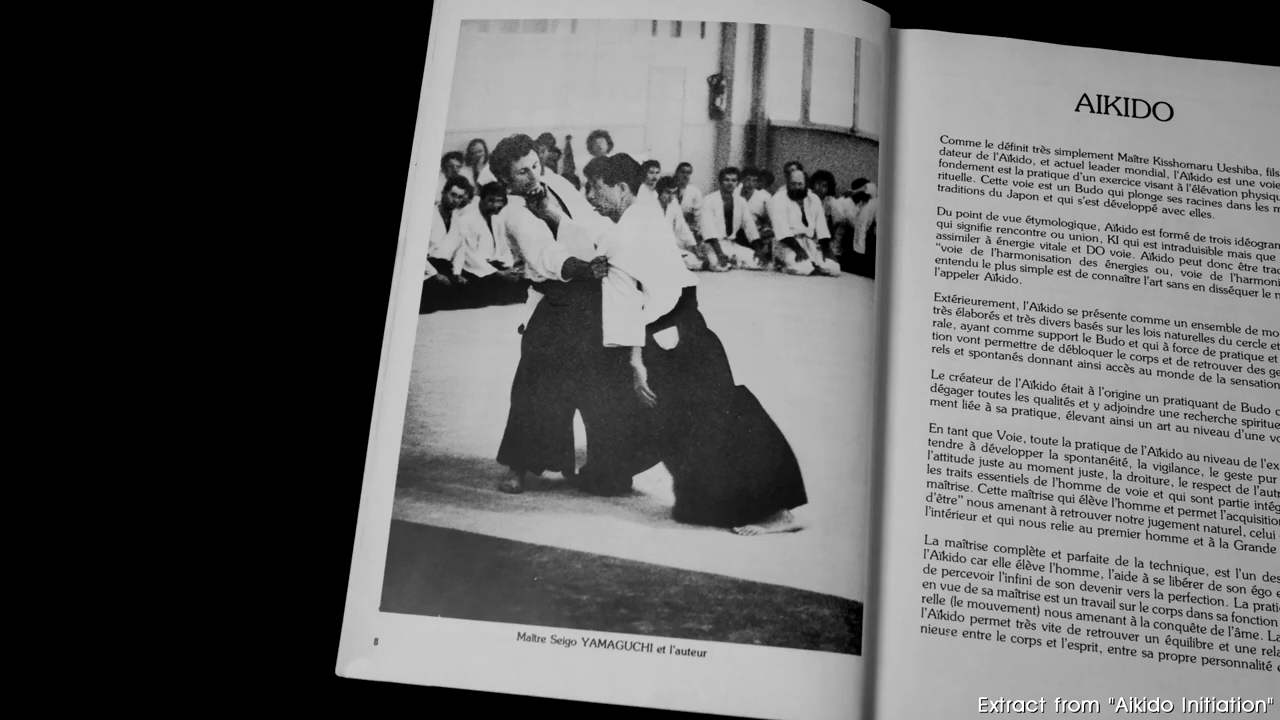 8
Maître Seigo YAMAGUCHI et l'auteur
AIKIDO
Comme le définit très simplement Maître Kisshomaru Ueshiba, fils
dateur de l'Aïkido, et actuel leader mondial, l'Aïkido est une voie
fondement est la pratique d'un exercice visant à l'élévation physiqu
rituelle. Cette voie est un Budo qui plonge ses racines dans les
traditions du Japon et qui s'est développé avec elles.
Du point de vue étymologique, Aïkido est formé de trois idéogram
qui signifie rencontre ou union, KI qui est intraduisible mais que
assimiler à énergie vitale et DO voie. Aïkido peut donc être trad
"voie de l'harmonisation des énergies ou, voie de l'harmoni
entendu le plus simple est de connaître l'art sans en disséquer le
l'appeler Aïkido.
Extérieurement, l'Aïkido se présente comme un ensemble de mo
très élaborés et très divers basés sur les lois naturelles du cercle et
rale, ayant comme support le Budo et qui à force de pratique et
tion vont permettre de débloquer le corps et de retrouver des ge
rels et spontanés donnant ainsi accès au monde de la sensation
Le créateur de l'Aïkido était à l'origine un pratiquant de Budo
dégager toutes les qualités et y adjoindre une recherche spirituel
ment liée à sa pratique, élevant ainsi un art au niveau d'une vo
En tant que Voie, toute la pratique de l'Aïkido au niveau de l'ex
tendre à développer la spontanéité, la vigilance, le geste pur
l'attitude juste au moment juste, la droiture, le respect de l'aut
les traits essentiels de l'homme de voie et qui sont partie intég
maîtrise. Cette maîtrise qui élève l'homme et permet l'acquisition
d'être" nous amenant à retrouver notre jugement naturel, celui
l'intérieur et qui nous relie au premier homme et à la Grande
La maîtrise complète et parfaite de la technique, est l'un des
l'Aïkido car elle élève l'homme, l'aide à se libérer de son égo e
de percevoir l'infini de son devenir vers la perfection. La prati
en vue de sa maîtrise est un travail sur le corps dans sa fonction
relle (le mouvement) nous amenant à la conquête de l'âme. La
l'Aïkido permet très vite de retrouver un équilibre et une rela
nieuse entre le corps et l'esprit, entre sa propre personnalité e
Extract from "Aikido Initiation"